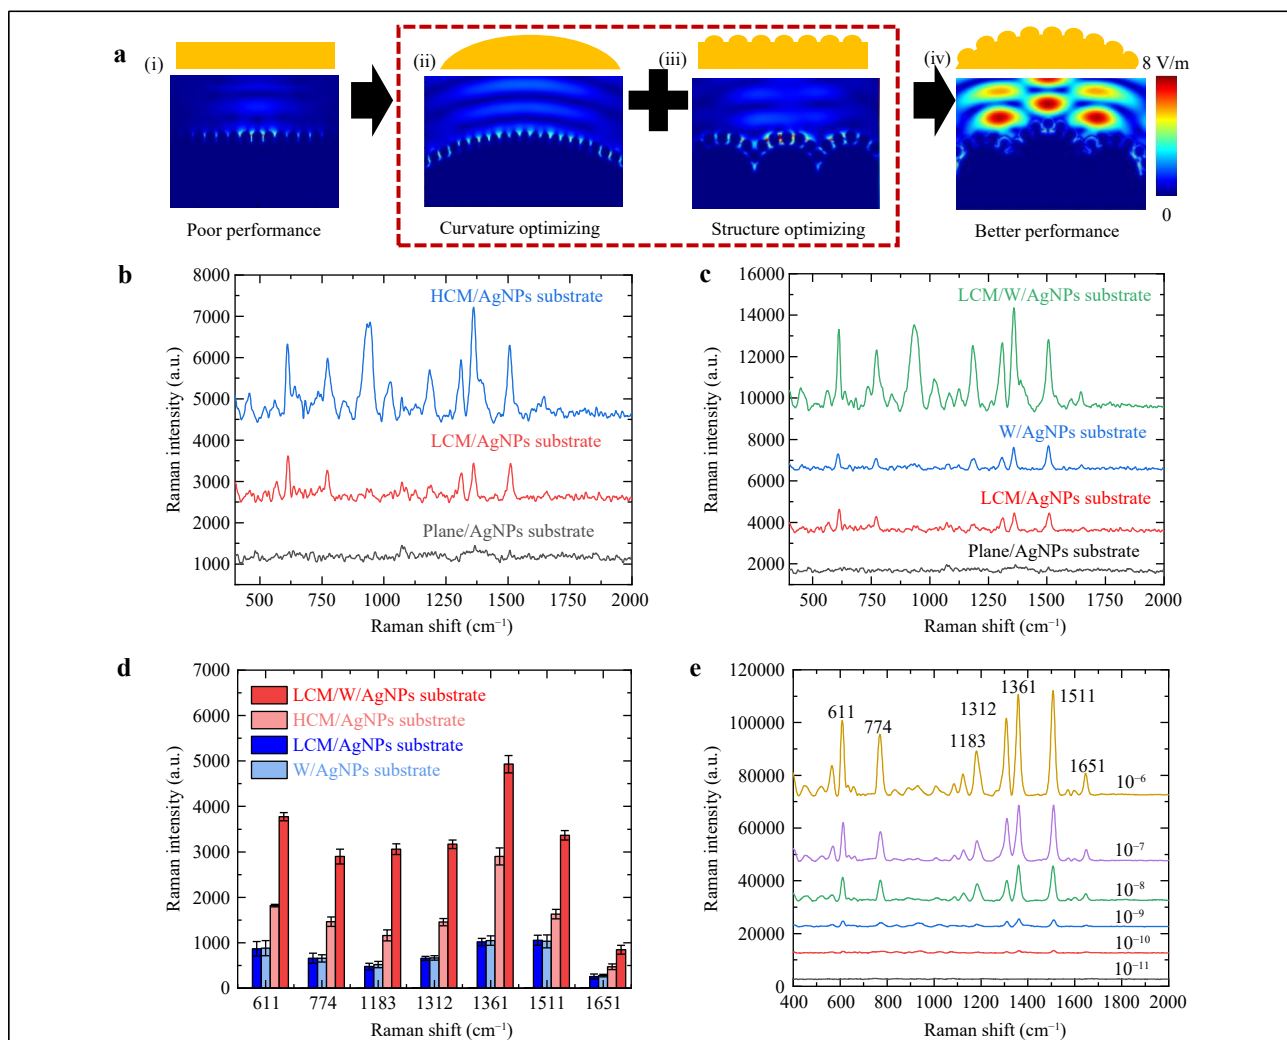 a
(i)
(ii)
(iii)
(iv)
8 V/m
0
Poor performance
Curvature optimizing
Structure optimizing
Better performance
b
8000
7000
6000
5000
4000
3000
2000
1000
Raman intensity (a.u.)
HCM/AgNPs substrate
LCM/AgNPs substrate
Plane/AgNPs substrate
500 750 1000 1250 1500 1750 2000
Raman shift (cm⁻¹)
c
16000
14000
12000
10000
8000
6000
4000
2000
Raman intensity (a.u.)
LCM/W/AgNPs substrate
W/AgNPs substrate
LCM/AgNPs substrate
Plane/AgNPs substrate
500 750 1000 1250 1500 1750 2000
Raman shift (cm⁻¹)
d
7000
6000
5000
4000
3000
2000
1000
0
Raman intensity (a.u.)
LCM/W/AgNPs substrate
HCM/AgNPs substrate
LCM/AgNPs substrate
W/AgNPs substrate
611 774 1183 1312 1361 1511 1651
Raman shift (cm⁻¹)
e
120000
100000
80000
60000
40000
20000
0
Raman intensity (a.u.)
611
774
1183
1312
1361
1511
1651
10⁻⁶
10⁻⁷
10⁻⁸
10⁻⁹
10⁻¹⁰
10⁻¹¹
400 600 800 1000 1200 1400 1600 1800 2000
Raman shift (cm⁻¹)